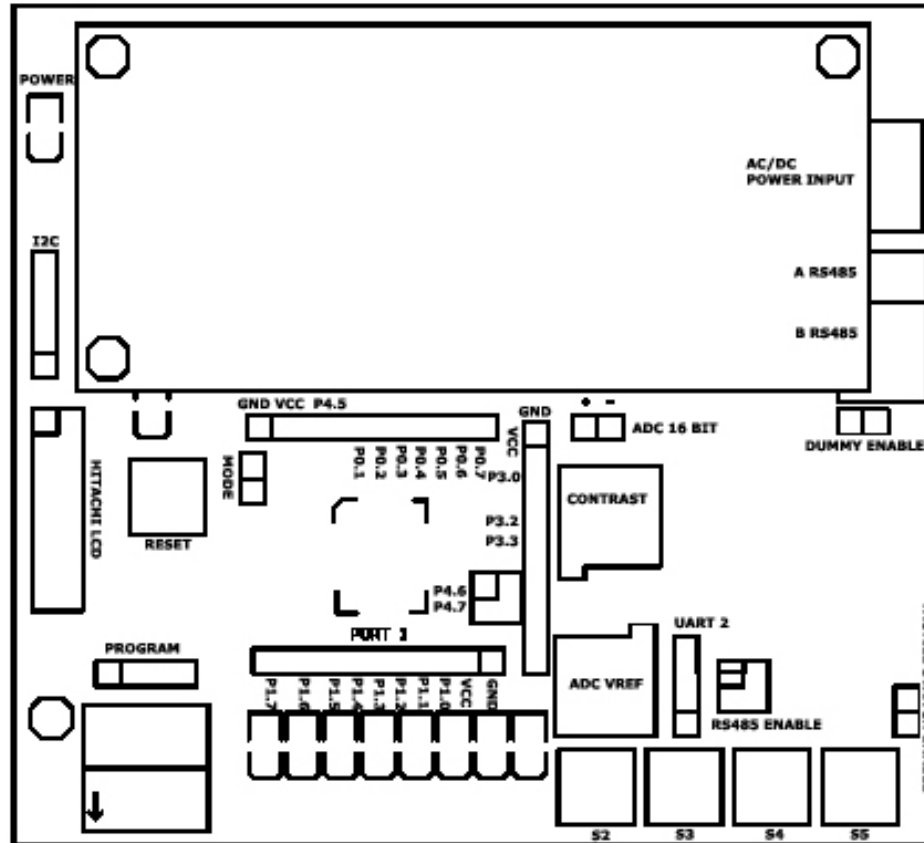 POWER
AC/DC
POWER INPUT
I2C
A RS485
B RS485
GND VCC P4.5
GND
+ -
ADC 16 BIT
DUMMY ENABLE
VCC
MODE
P0.1
P0.2
P0.3
P0.4
P0.5
P0.6
P0.7
P3.0
HITACHI LCD
RESET
CONTRAST
P3.2
P3.3
P4.6
P4.7
PORT 1
UART 2
PROGRAM
ADC VREF
P1.7
P1.6
P1.5
P1.4
P1.3
P1.2
P1.1
P1.0
VCC
GND
RS485 ENABLE
S2
S3
S4
S5